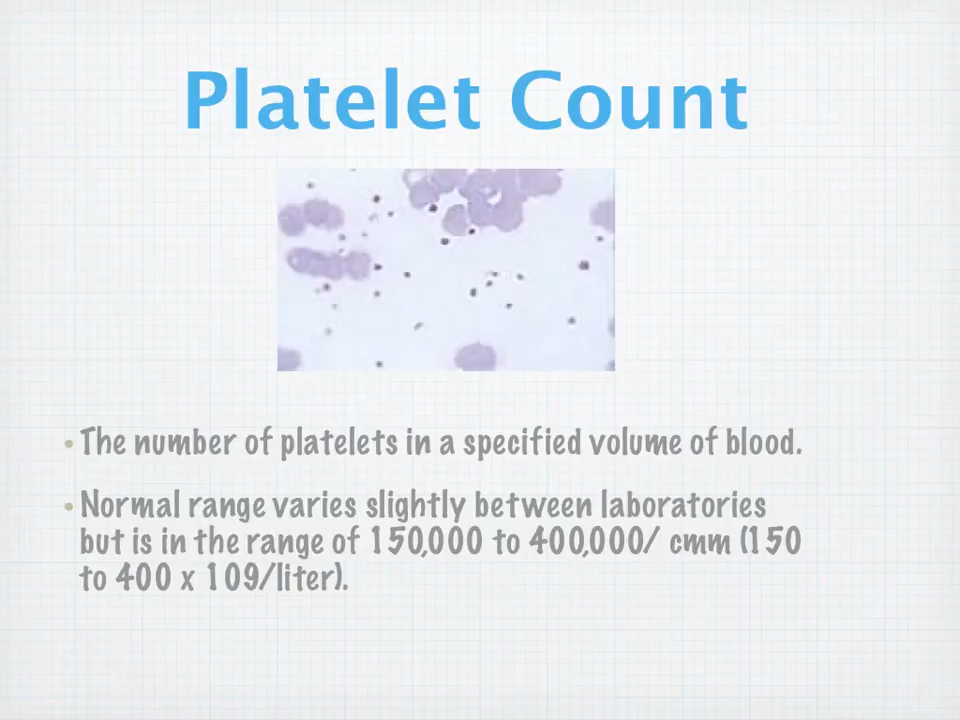 Platelet Count
• The number of platelets in a specified volume of blood.
• Normal range varies slightly between laboratories
but is in the range of 150,000 to 400,000/ cmm (150
to 400 x 109/liter).